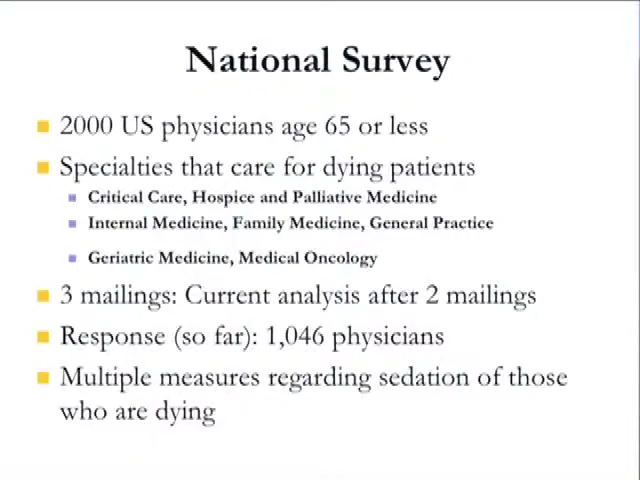 National Survey
2000 US physicians age 65 or less
Specialties that care for dying patients
Critical Care, Hospice and Palliative Medicine
Internal Medicine, Family Medicine, General Practice
Geriatric Medicine, Medical Oncology
3 mailings: Current analysis after 2 mailings
Response (so far): 1,046 physicians
Multiple measures regarding sedation of those
who are dying